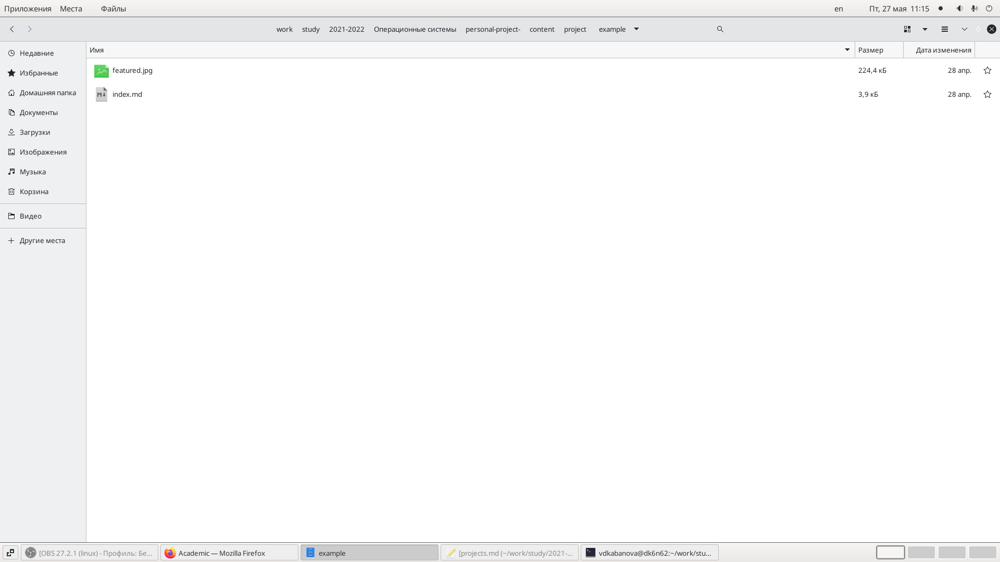 Приложения Места Файлы en Пт, 27 мая 11:15
work study 2021-2022 Операционные системы personal-project- content project example
Имя Размер Дата изменения
Недавние
Избранные
Домашняя папка
Документы
Загрузки
Изображения
Музыка
Корзина
Видео
Другие места
featured.jpg 224,4 кБ 28 апр.
index.md 3,9 кБ 28 апр.
[OBS 27.2.1 (linux) - Профиль: Бе... Academic — Mozilla Firefox example [projects.md (~/work/study/2021-... vdkabanova@dk6n62:~/work/stu...